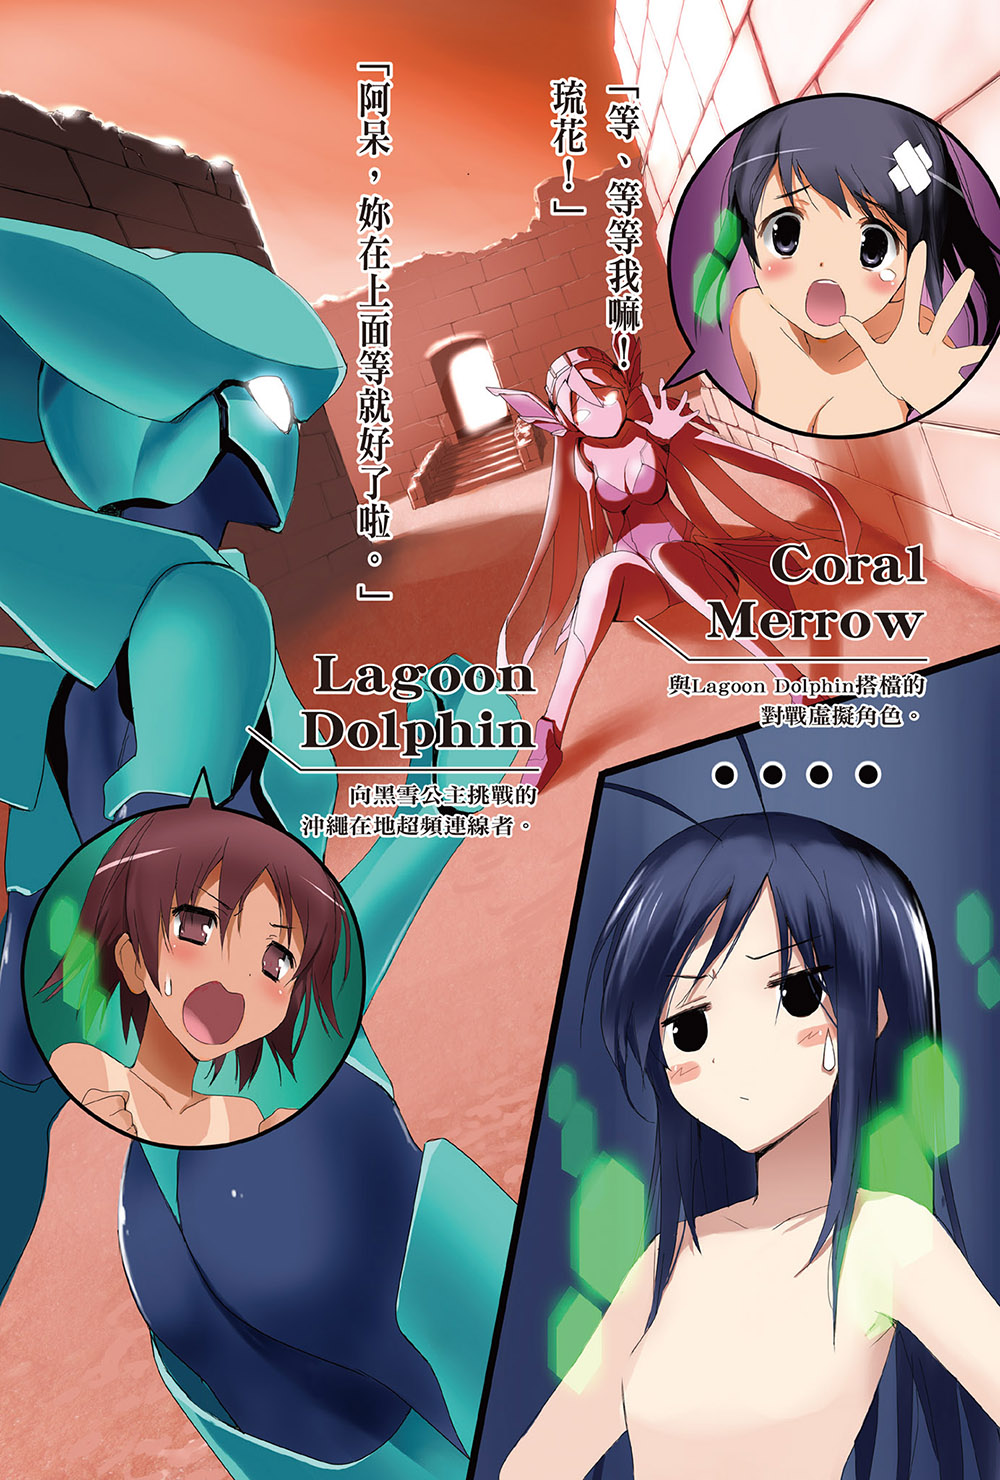 「等、等等我嘛！
琉花！」
「阿呆，妳在上面等就好了啦。」
Coral
Merrow
與Lagoon Dolphin搭檔的
對戰虛擬角色。
Lagoon
Dolphin
向黑雪公主挑戰的
沖繩在地超頻連線者。
●●●●